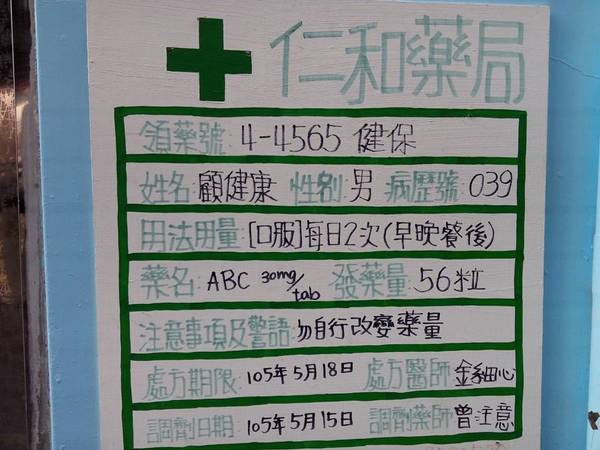 仁和藥局
領藥號:4-4565 健保
姓名:顧健康 性別:男 病歷號:039
用法用量:[口服]每日2次(早晚餐後)
藥名:ABC 30mg/tab 發藥量:56粒
注意事項及警語:勿自行改變藥量
處方期限:105年5月18日 處方醫師:金細心
調劑日期:105年5月15日 調劑藥師:曾注意